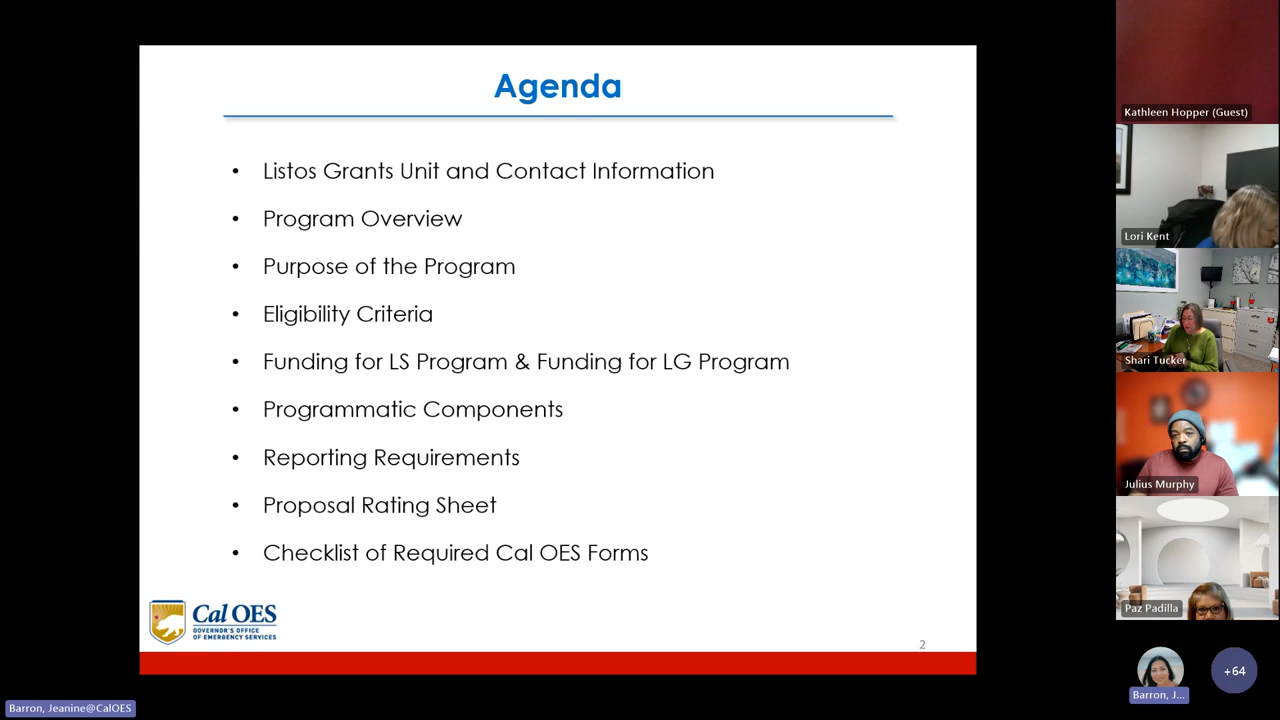 Agenda
• Listos Grants Unit and Contact Information
• Program Overview
• Purpose of the Program
• Eligibility Criteria
• Funding for LS Program & Funding for LG Program
• Programmatic Components
• Reporting Requirements
• Proposal Rating Sheet
• Checklist of Required Cal OES Forms
Cal OES
GOVERNOR'S OFFICE
OF EMERGENCY SERVICES
2
Kathleen Hopper (Guest)
Lori Kent
Shari Tucker
Julius Murphy
Paz Padilla
Barron, J...
+64
Barron, Jeanine@CalOES